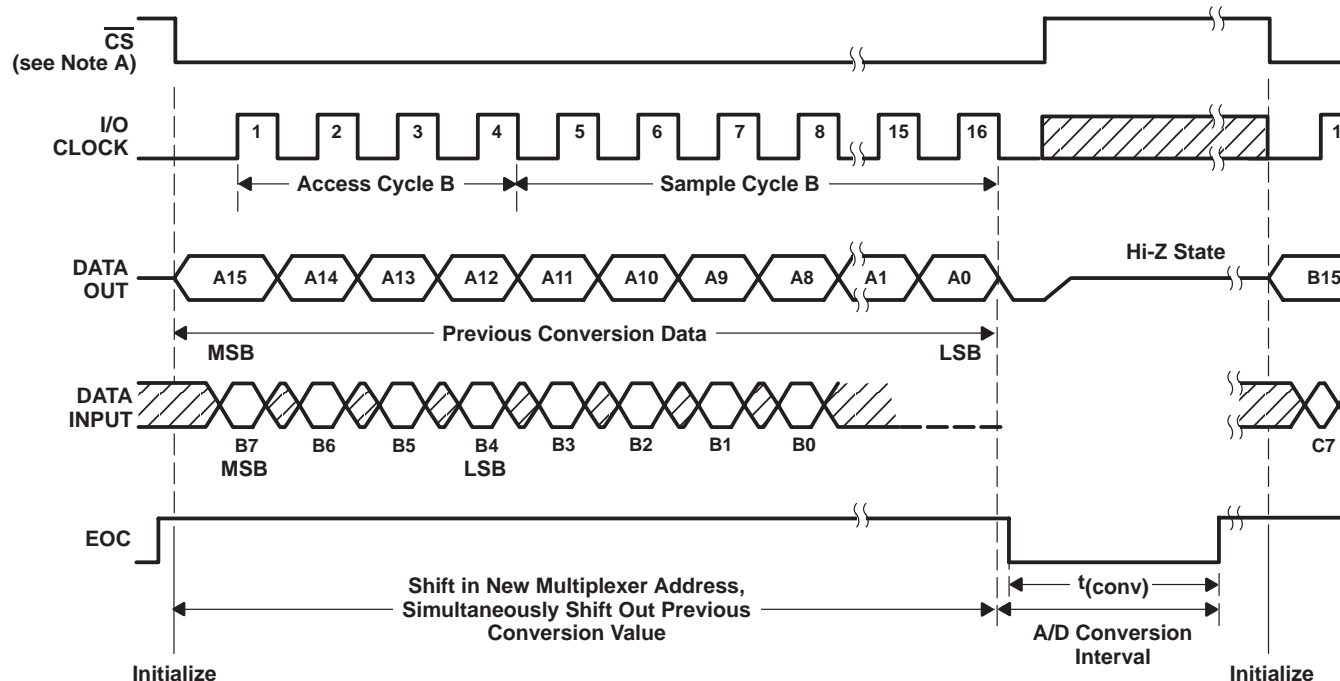 CS
(see Note A)
I/O
CLOCK
1 2 3 4 5 6 7 8 15 16 1
Access Cycle B Sample Cycle B
DATA
OUT
A15 A14 A13 A12 A11 A10 A9 A8 A1 A0 Hi-Z State B15
Previous Conversion Data
MSB LSB
DATA
INPUT
B7 B6 B5 B4 B3 B2 B1 B0 C7
MSB LSB
EOC
Shift in New Multiplexer Address,
Simultaneously Shift Out Previous
Conversion Value
t(conv)
A/D Conversion
Interval
Initialize Initialize